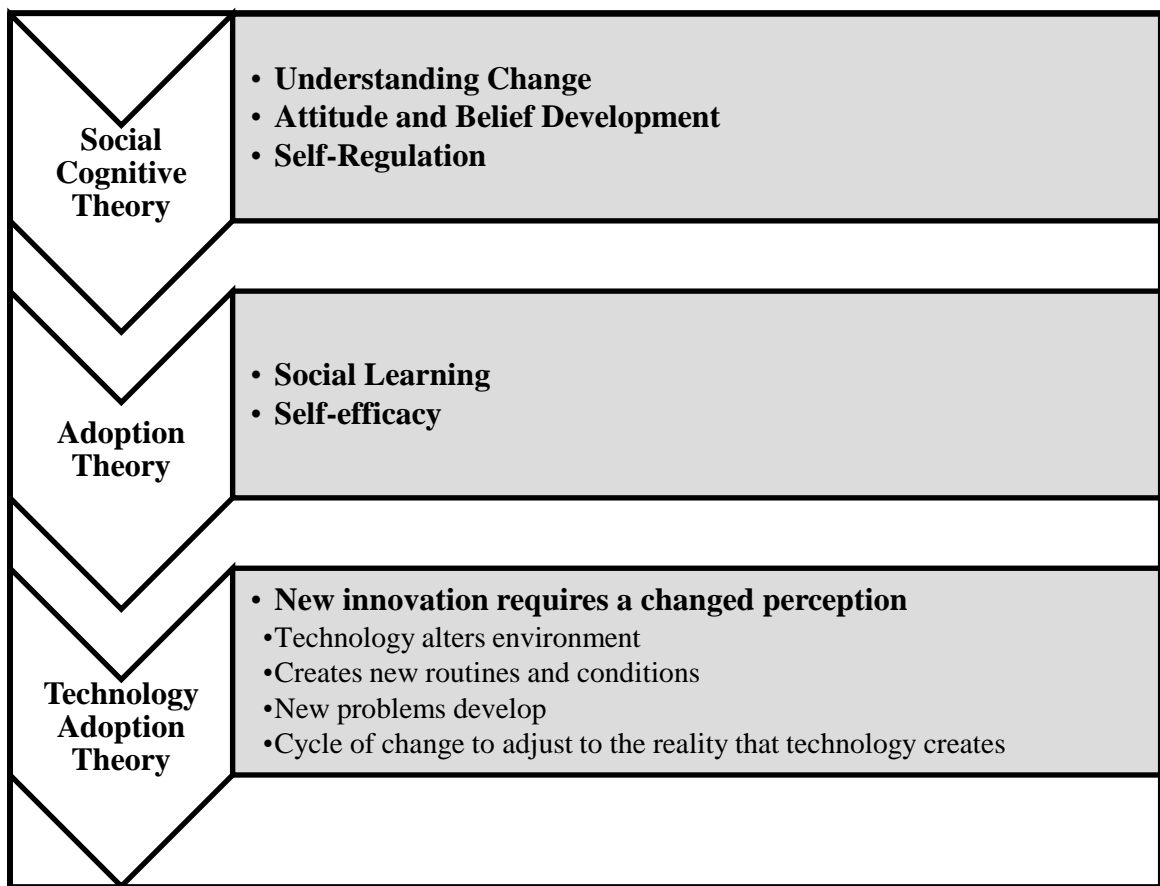 Social
Cognitive
Theory
• Understanding Change
• Attitude and Belief Development
• Self-Regulation
Adoption
Theory
• Social Learning
• Self-efficacy
Technology
Adoption
Theory
• New innovation requires a changed perception
•Technology alters environment
•Creates new routines and conditions
•New problems develop
•Cycle of change to adjust to the reality that technology creates